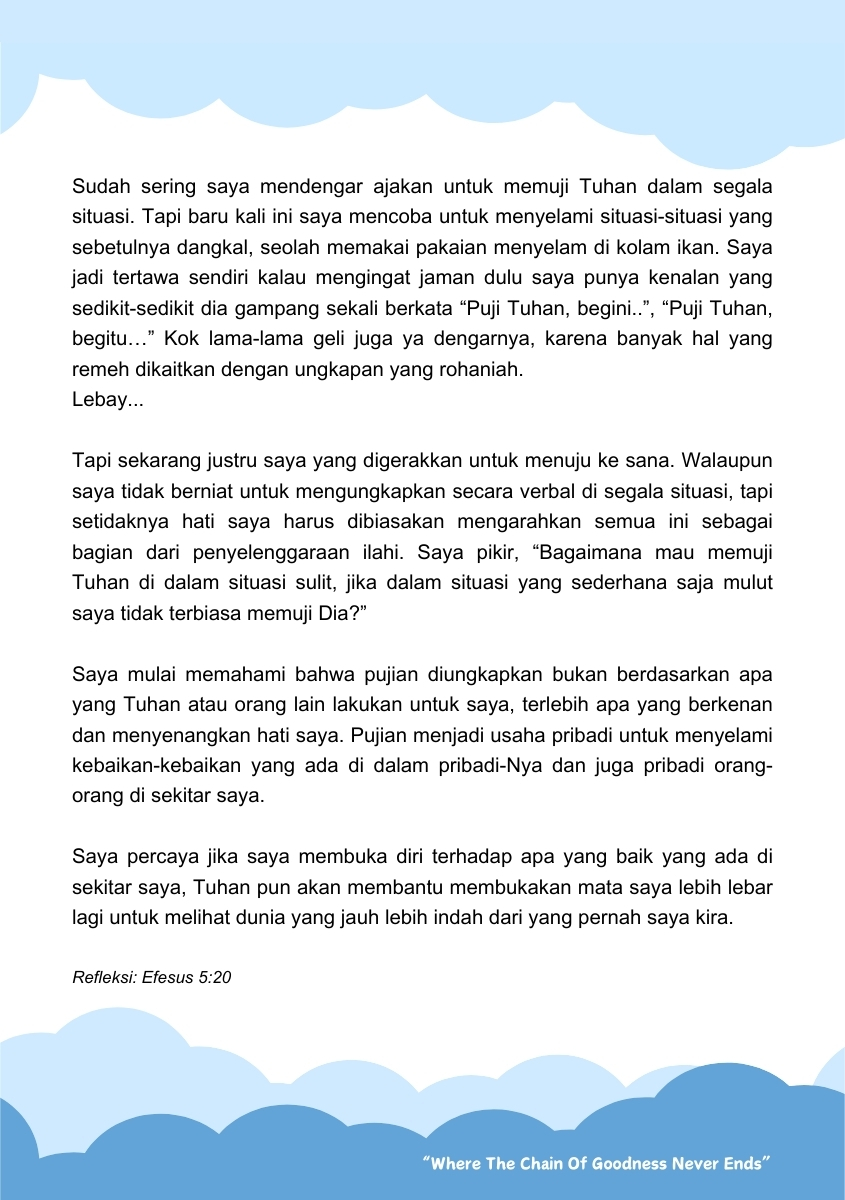 Sudah sering saya mendengar ajakan untuk memuji Tuhan dalam segala
situasi. Tapi baru kali ini saya mencoba untuk menyelami situasi-situasi yang
sebetulnya dangkal, seolah memakai pakaian menyelam di kolam ikan. Saya
jadi tertawa sendiri kalau mengingat jaman dulu saya punya kenalan yang
sedikit-sedikit dia gampang sekali berkata “Puji Tuhan, begini..”, “Puji Tuhan,
begitu…” Kok lama-lama geli juga ya dengarnya, karena banyak hal yang
remeh dikaitkan dengan ungkapan yang rohaniah.
Lebay...
Tapi sekarang justru saya yang digerakkan untuk menuju ke sana. Walaupun
saya tidak berniat untuk mengungkapkan secara verbal di segala situasi, tapi
setidaknya hati saya harus dibiasakan mengarahkan semua ini sebagai
bagian dari penyelenggaraan ilahi. Saya pikir, “Bagaimana mau memuji
Tuhan di dalam situasi sulit, jika dalam situasi yang sederhana saja mulut
saya tidak terbiasa memuji Dia?”
Saya mulai memahami bahwa pujian diungkapkan bukan berdasarkan apa
yang Tuhan atau orang lain lakukan untuk saya, terlebih apa yang berkenan
dan menyenangkan hati saya. Pujian menjadi usaha pribadi untuk menyelami
kebaikan-kebaikan yang ada di dalam pribadi-Nya dan juga pribadi orang-
orang di sekitar saya.
Saya percaya jika saya membuka diri terhadap apa yang baik yang ada di
sekitar saya, Tuhan pun akan membantu membukakan mata saya lebih lebar
lagi untuk melihat dunia yang jauh lebih indah dari yang pernah saya kira.
Refleksi: Efesus 5:20
“Where The Chain Of Goodness Never Ends”